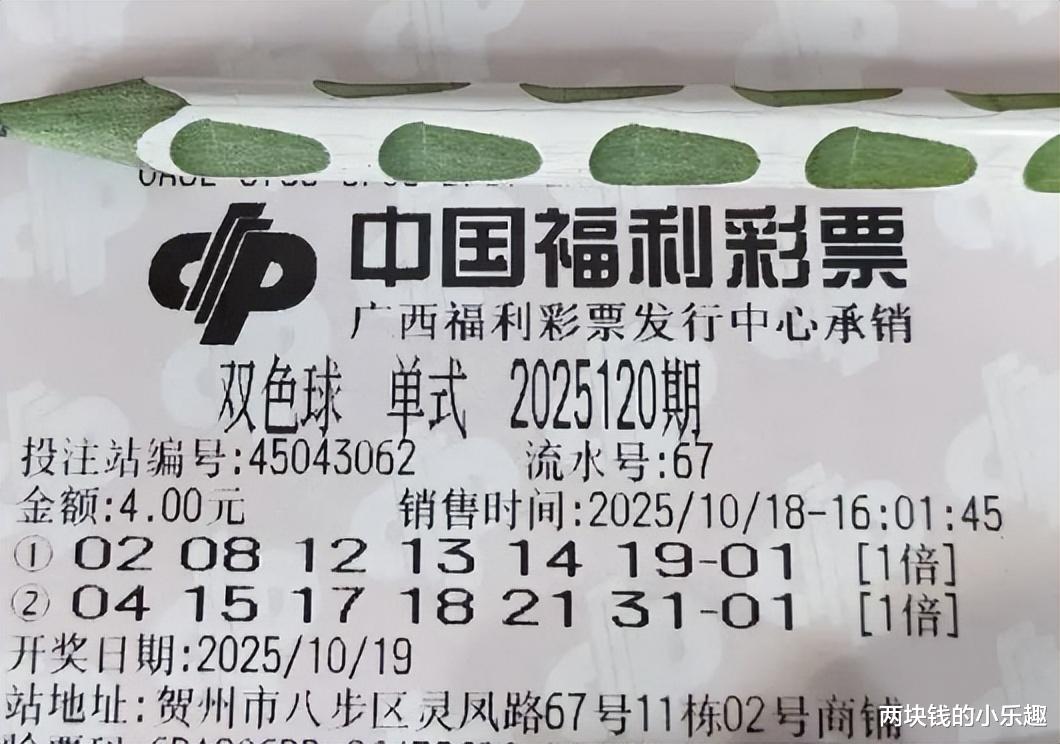 中国福利彩票
广西福利彩票发行中心承销
双色球 单式 2025120期
投注站编号:45043062 流水号:67
金额:4.00元 销售时间:2025/10/18-16:01:45
① 02 08 12 13 14 19-01 [1倍]
② 04 15 17 18 21 31-01 [1倍]
开奖日期:2025/10/19
站地址:贺州市八步区灵凤路67号11栋02号商铺
两块钱的小乐趣